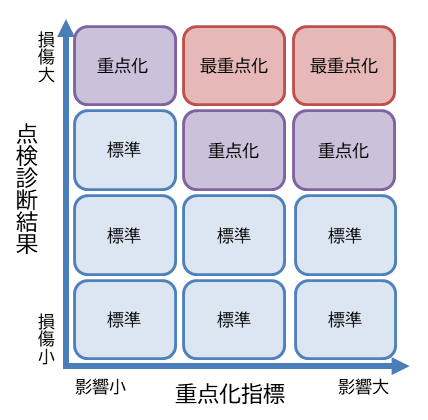 損傷大
重点化 最重点化 最重点化
標準 重点化 重点化
点検診断結果
標準 標準 標準
損傷小
標準 標準 標準
影響小 重点化指標 影響大